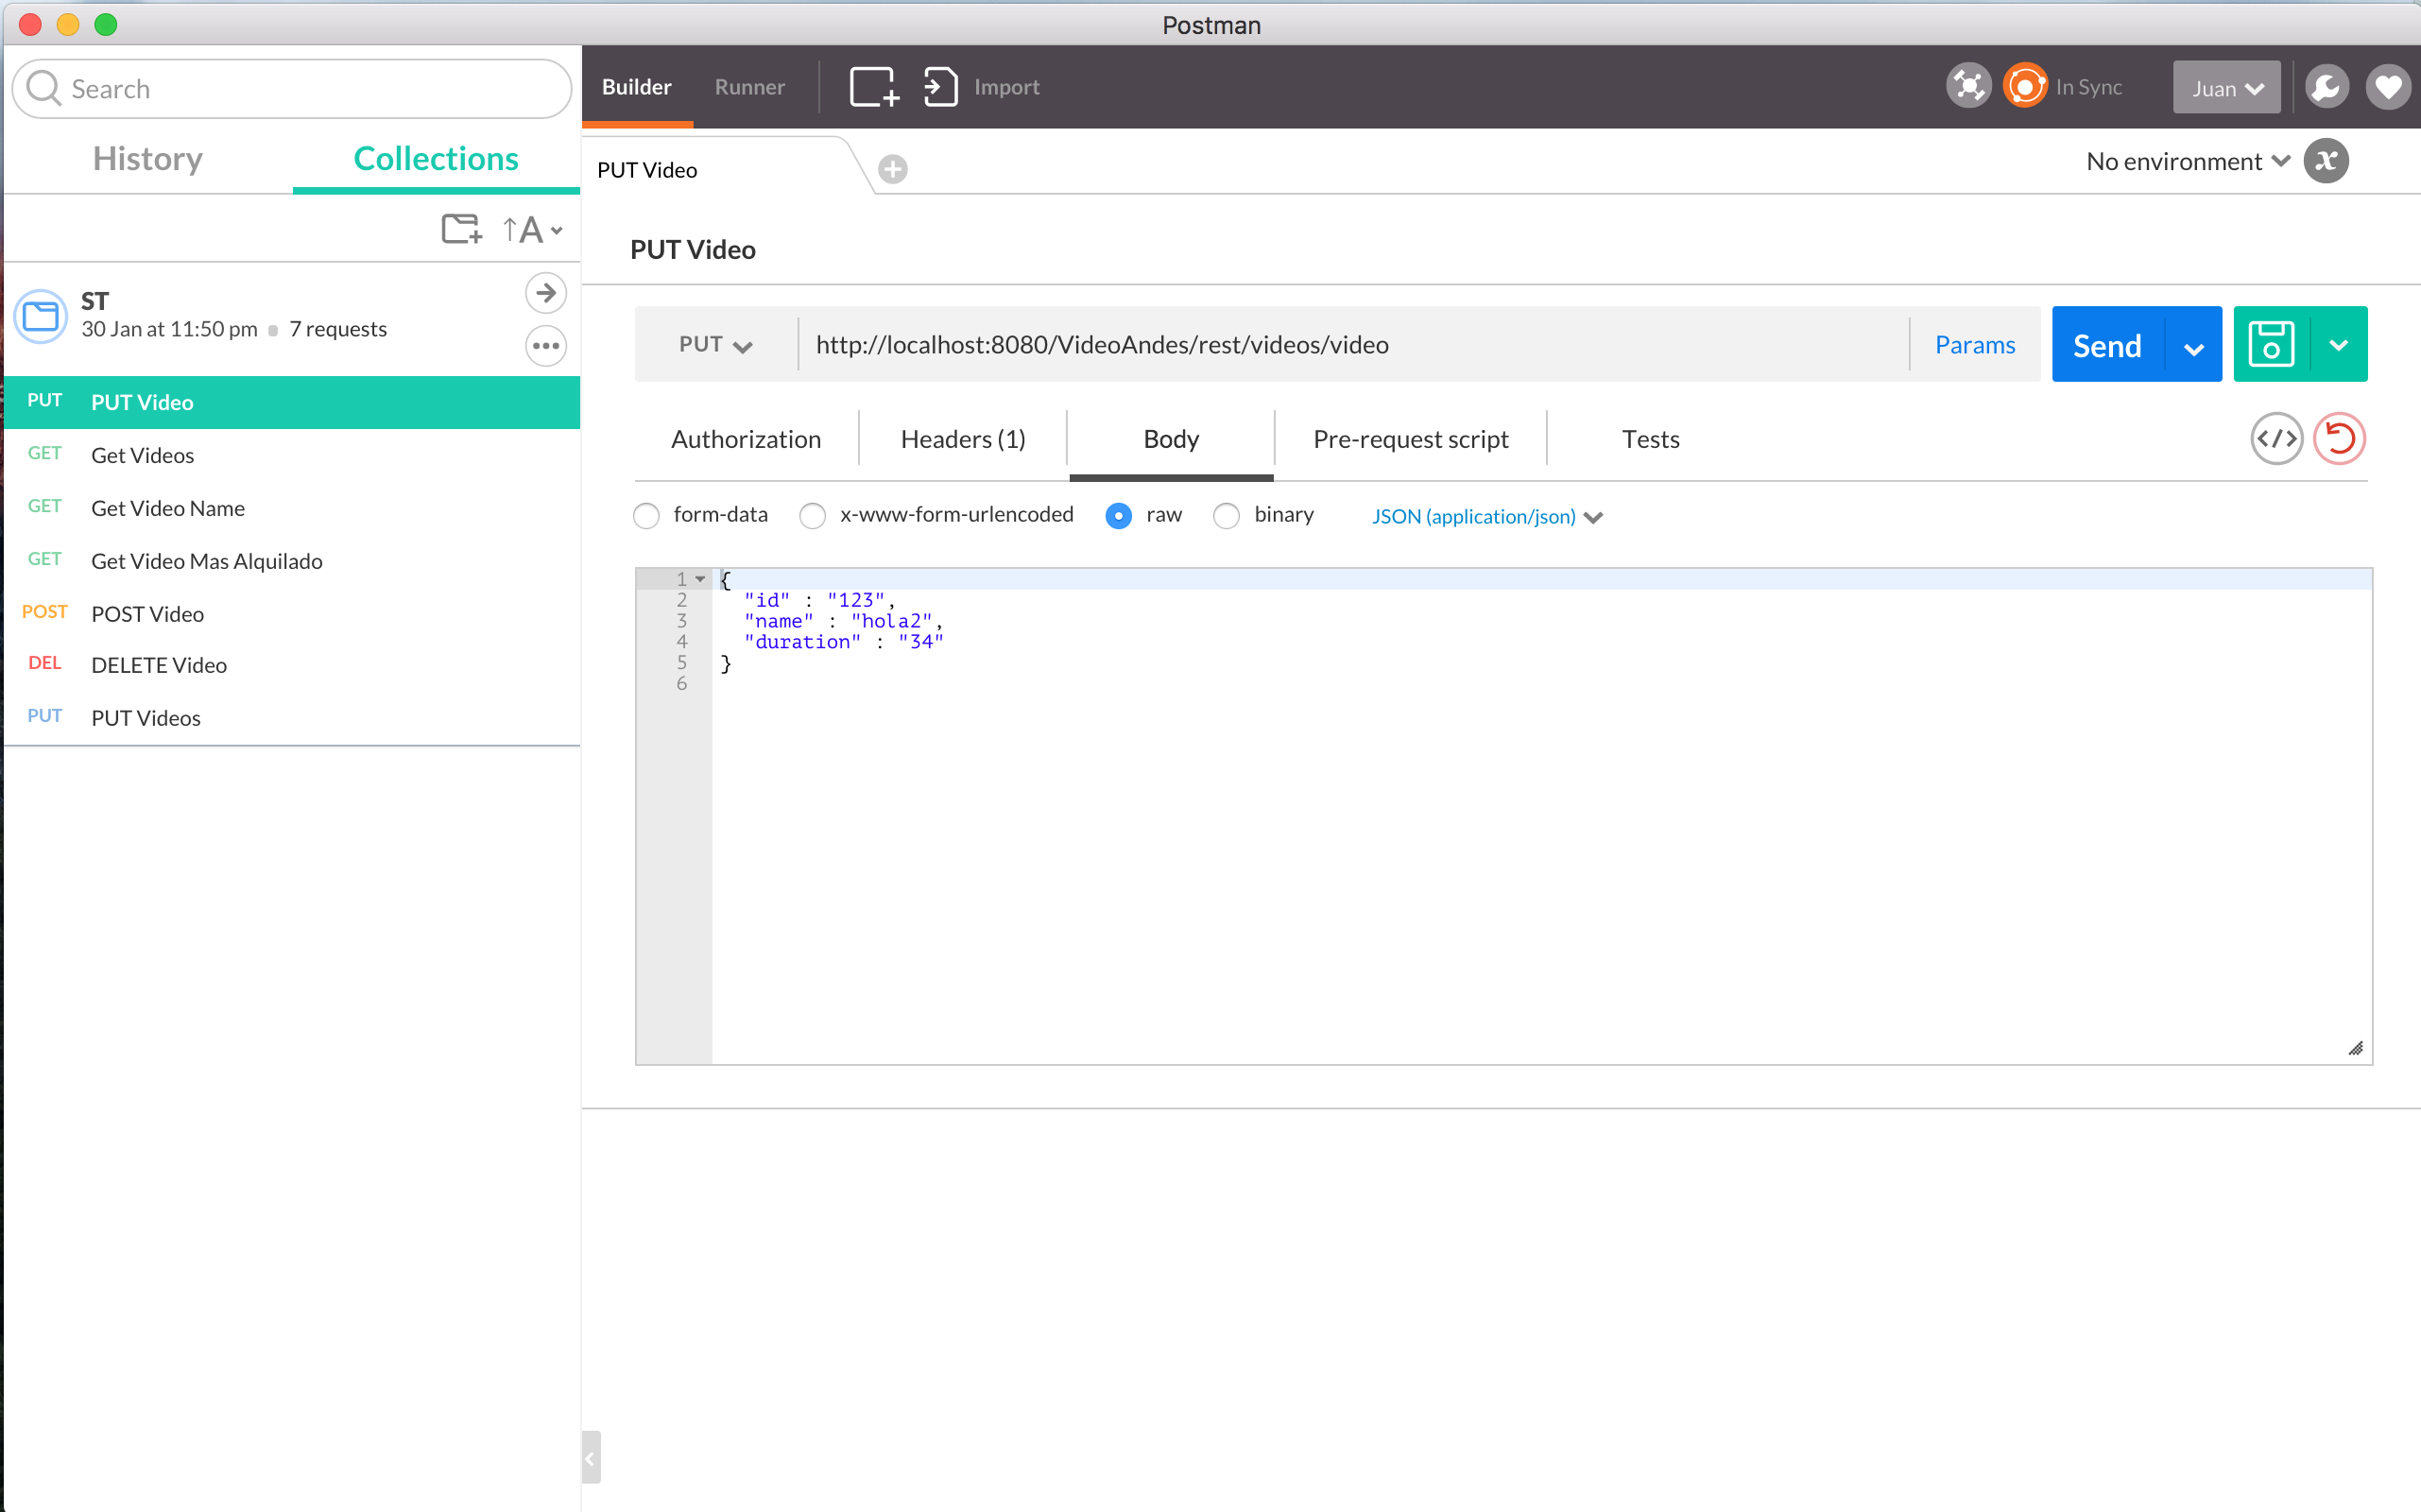 Postman
Search
Builder
Runner
Import
In Sync
Juan
History
Collections
PUT Video
No environment
x
↑A
PUT Video
ST
30 Jan at 11:50 pm
7 requests
PUT
http://localhost:8080/VideoAndes/rest/videos/video
Params
Send
PUT PUT Video
GET Get Videos
GET Get Video Name
GET Get Video Mas Alquilado
POST POST Video
DEL DELETE Video
PUT PUT Videos
Authorization
Headers (1)
Body
Pre-request script
Tests
</>
form-data
x-www-form-urlencoded
raw
binary
JSON (application/json)
1 {
2 "id" : "123",
3 "name" : "hola2",
4 "duration" : "34"
5 }
6